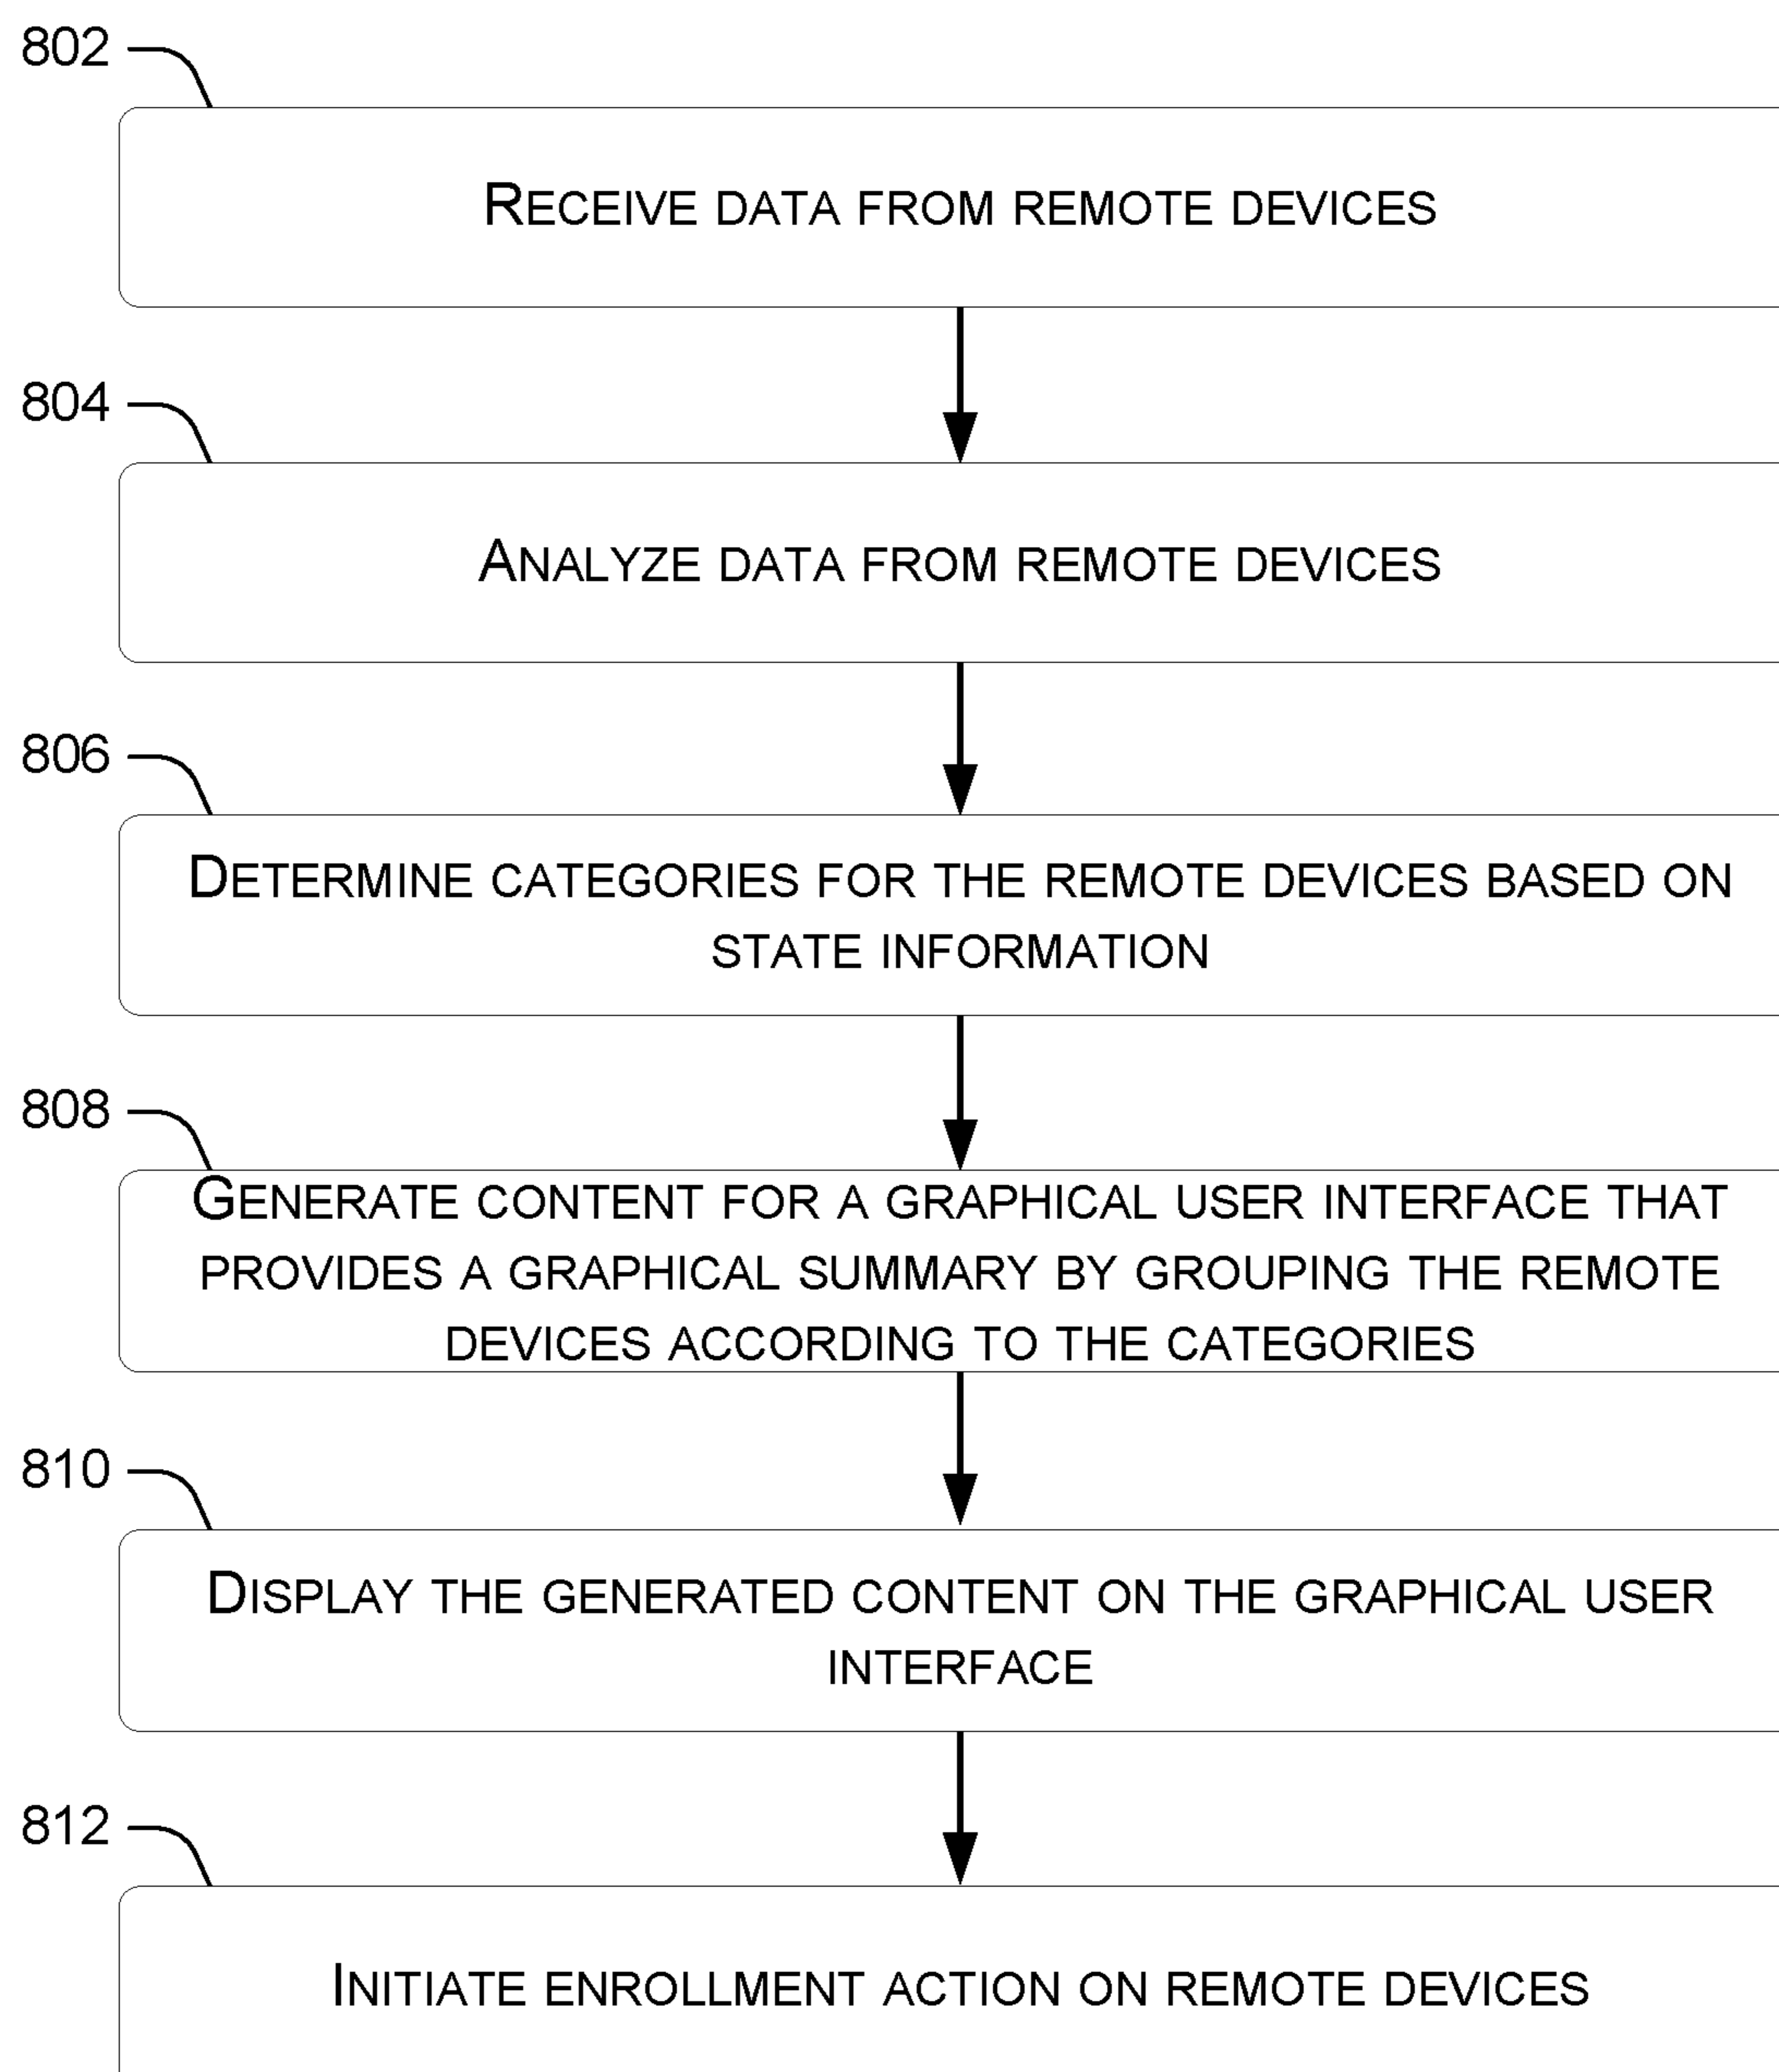 802
RECEIVE DATA FROM REMOTE DEVICES
804
ANALYZE DATA FROM REMOTE DEVICES
806
DETERMINE CATEGORIES FOR THE REMOTE DEVICES BASED ON
STATE INFORMATION
808
GENERATE CONTENT FOR A GRAPHICAL USER INTERFACE THAT
PROVIDES A GRAPHICAL SUMMARY BY GROUPING THE REMOTE
DEVICES ACCORDING TO THE CATEGORIES
810
DISPLAY THE GENERATED CONTENT ON THE GRAPHICAL USER
INTERFACE
812
INITIATE ENROLLMENT ACTION ON REMOTE DEVICES